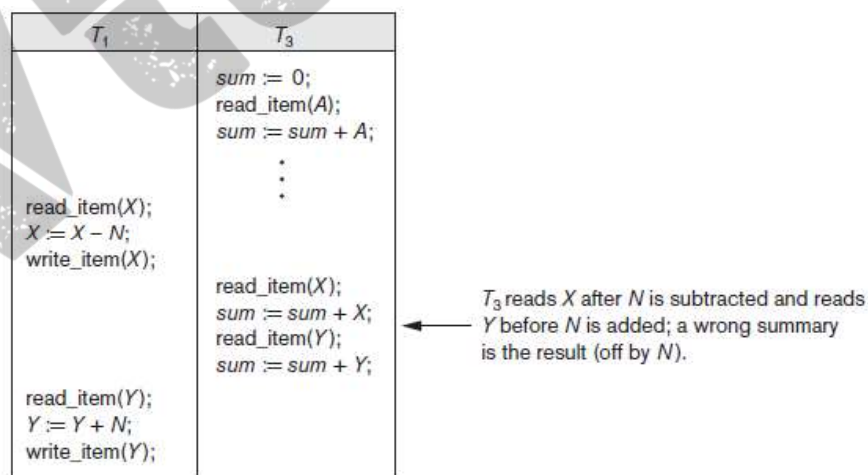 T1 T3
sum := 0;
read_item(A);
sum := sum + A;
read_item(X);
X := X – N;
write_item(X);
read_item(X);
sum := sum + X;
read_item(Y);
sum := sum + Y;
read_item(Y);
Y := Y + N;
write_item(Y);
T3 reads X after N is subtracted and reads
Y before N is added; a wrong summary
is the result (off by N).